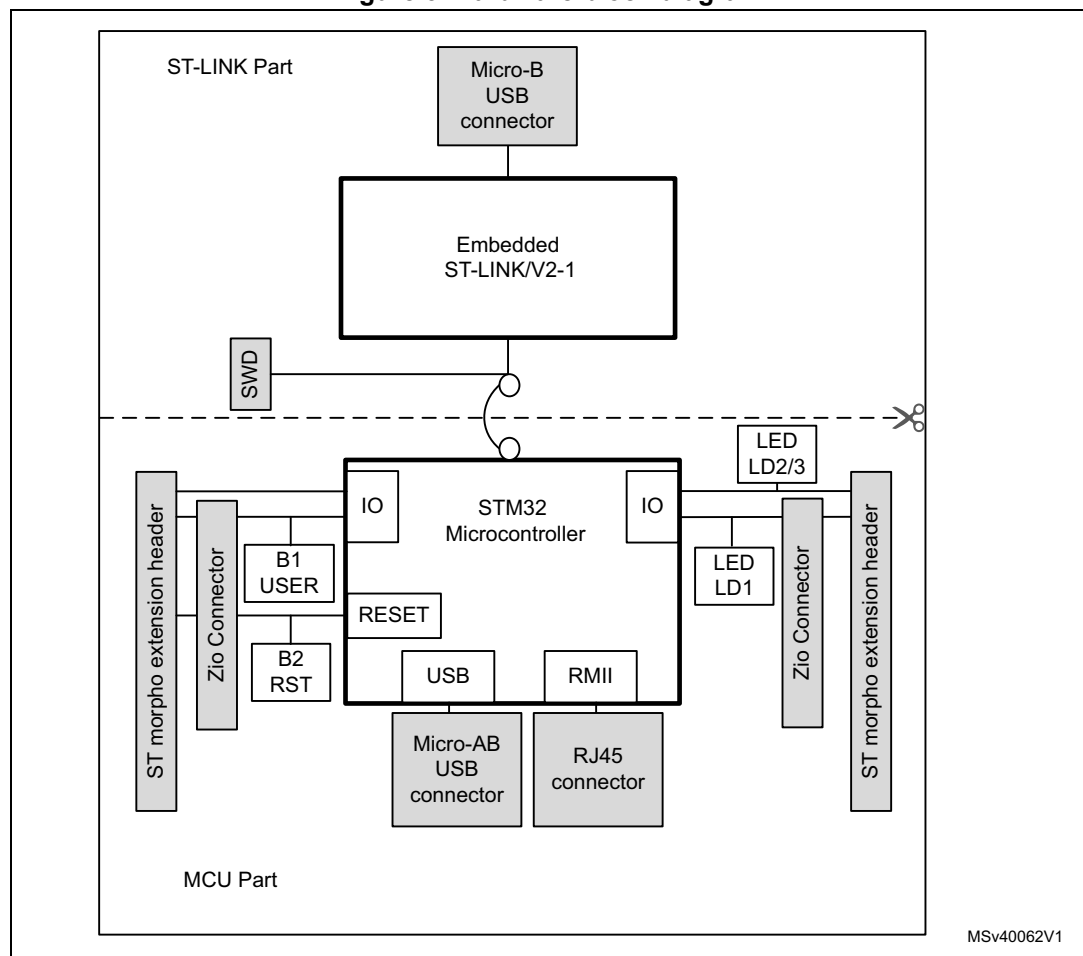 ST-LINK Part
Micro-B
USB
connector
Embedded
ST-LINK/V2-1
SWD
LED
LD2/3
IO
STM32
Microcontroller
IO
ST morpho extension header
Zio Connector
B1
USER
LED
LD1
Zio Connector
ST morpho extension header
RESET
B2
RST
USB
RMII
Micro-AB
USB
connector
RJ45
connector
MCU Part
MSv40062V1